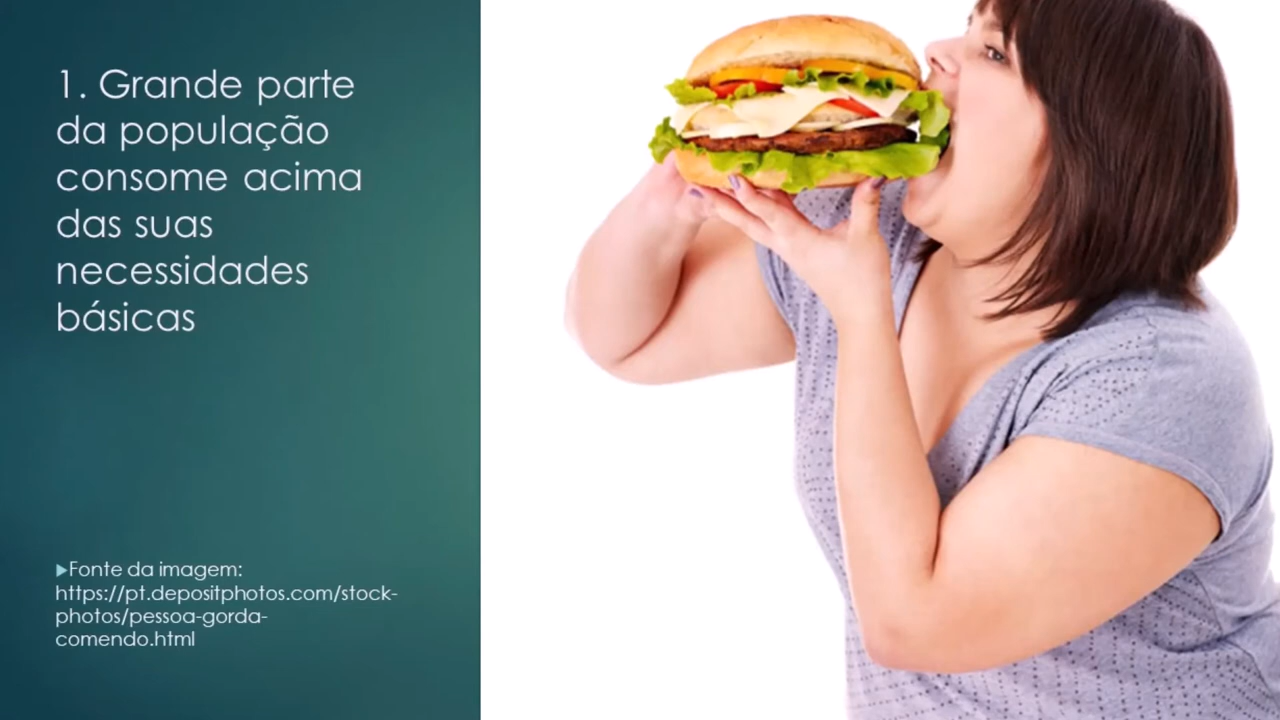 1. Grande parte
da população
consome acima
das suas
necessidades
básicas
▶Fonte da imagem:
https://pt.depositphotos.com/stock-
photos/pessoa-gorda-
comendo.html